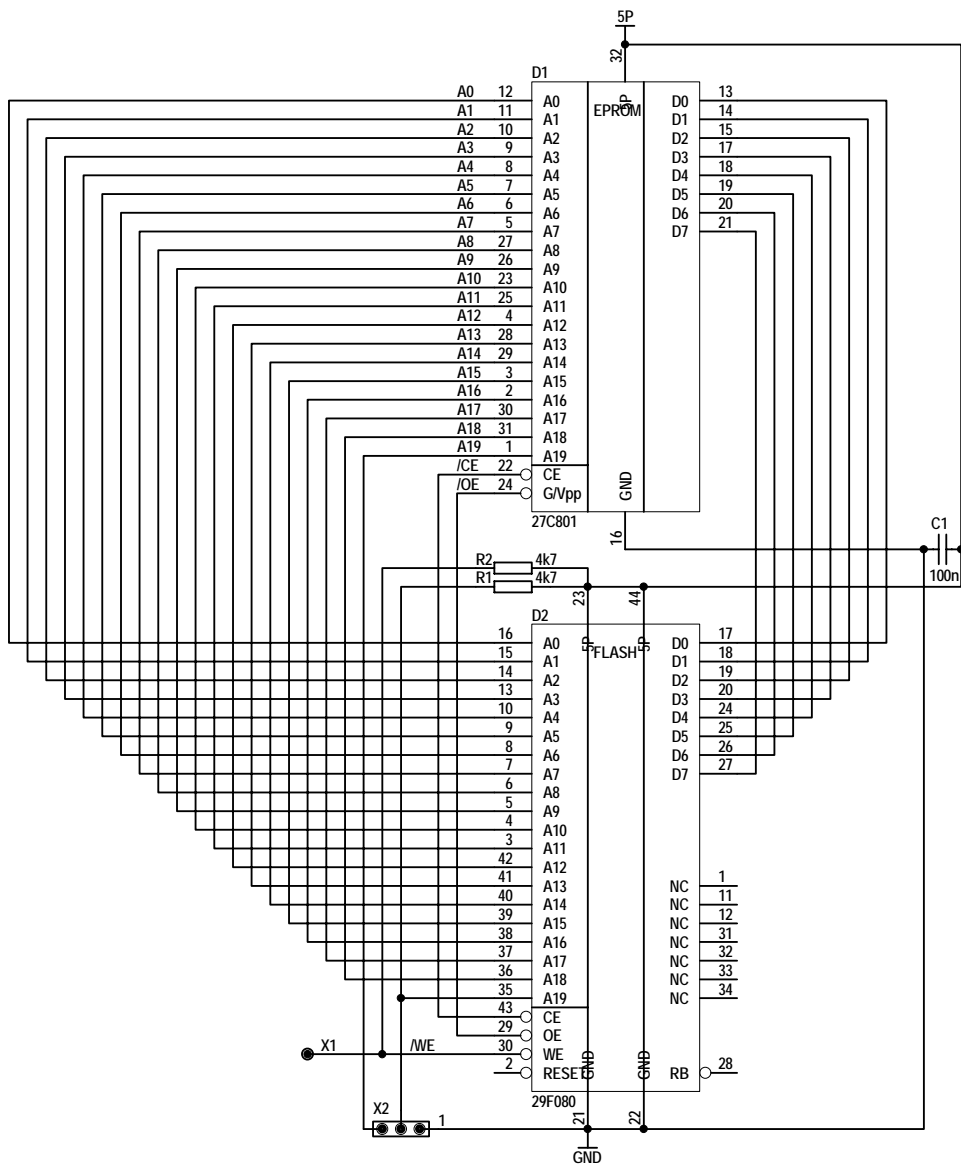 5P
32
D1
A0 12 A0 5P EPROM D0 13
A1 11 A1 D1 14
A2 10 A2 D2 15
A3 9 A3 D3 17
A4 8 A4 D4 18
A5 7 A5 D5 19
A6 6 A6 D6 20
A7 5 A7 D7 21
A8 27 A8
A9 26 A9
A10 23 A10
A11 25 A11
A12 4 A12
A13 28 A13
A14 29 A14
A15 3 A15
A16 2 A16
A17 30 A17
A18 31 A18
A19 1 A19
/CE 22 CE
/OE 24 G/Vpp GND
27C801
16
C1
100n
R2 4k7
R1 4k7
23 44
D2
16 A0 5P FLASH 5P D0 17
15 A1 D1 18
14 A2 D2 19
13 A3 D3 20
10 A4 D4 24
9 A5 D5 25
8 A6 D6 26
7 A7 D7 27
6 A8
5 A9
4 A10
3 A11
42 A12
41 A13 NC 1
40 A14 NC 11
39 A15 NC 12
38 A16 NC 31
37 A17 NC 32
36 A18 NC 33
35 A19 NC 34
43 CE
29 OE
X1 /WE 30 WE
2 RESET GND GND RB 28
29F080
21 22
X2 1
GND